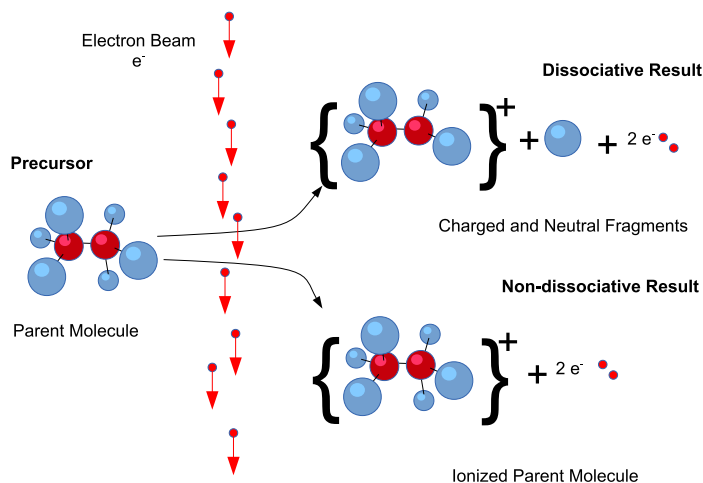 Electron Beam
e-
Dissociative Result
{ }+ + + 2 e-
Precursor
Charged and Neutral Fragments
Non-dissociative Result
Parent Molecule
{ }+ + 2 e-
Ionized Parent Molecule